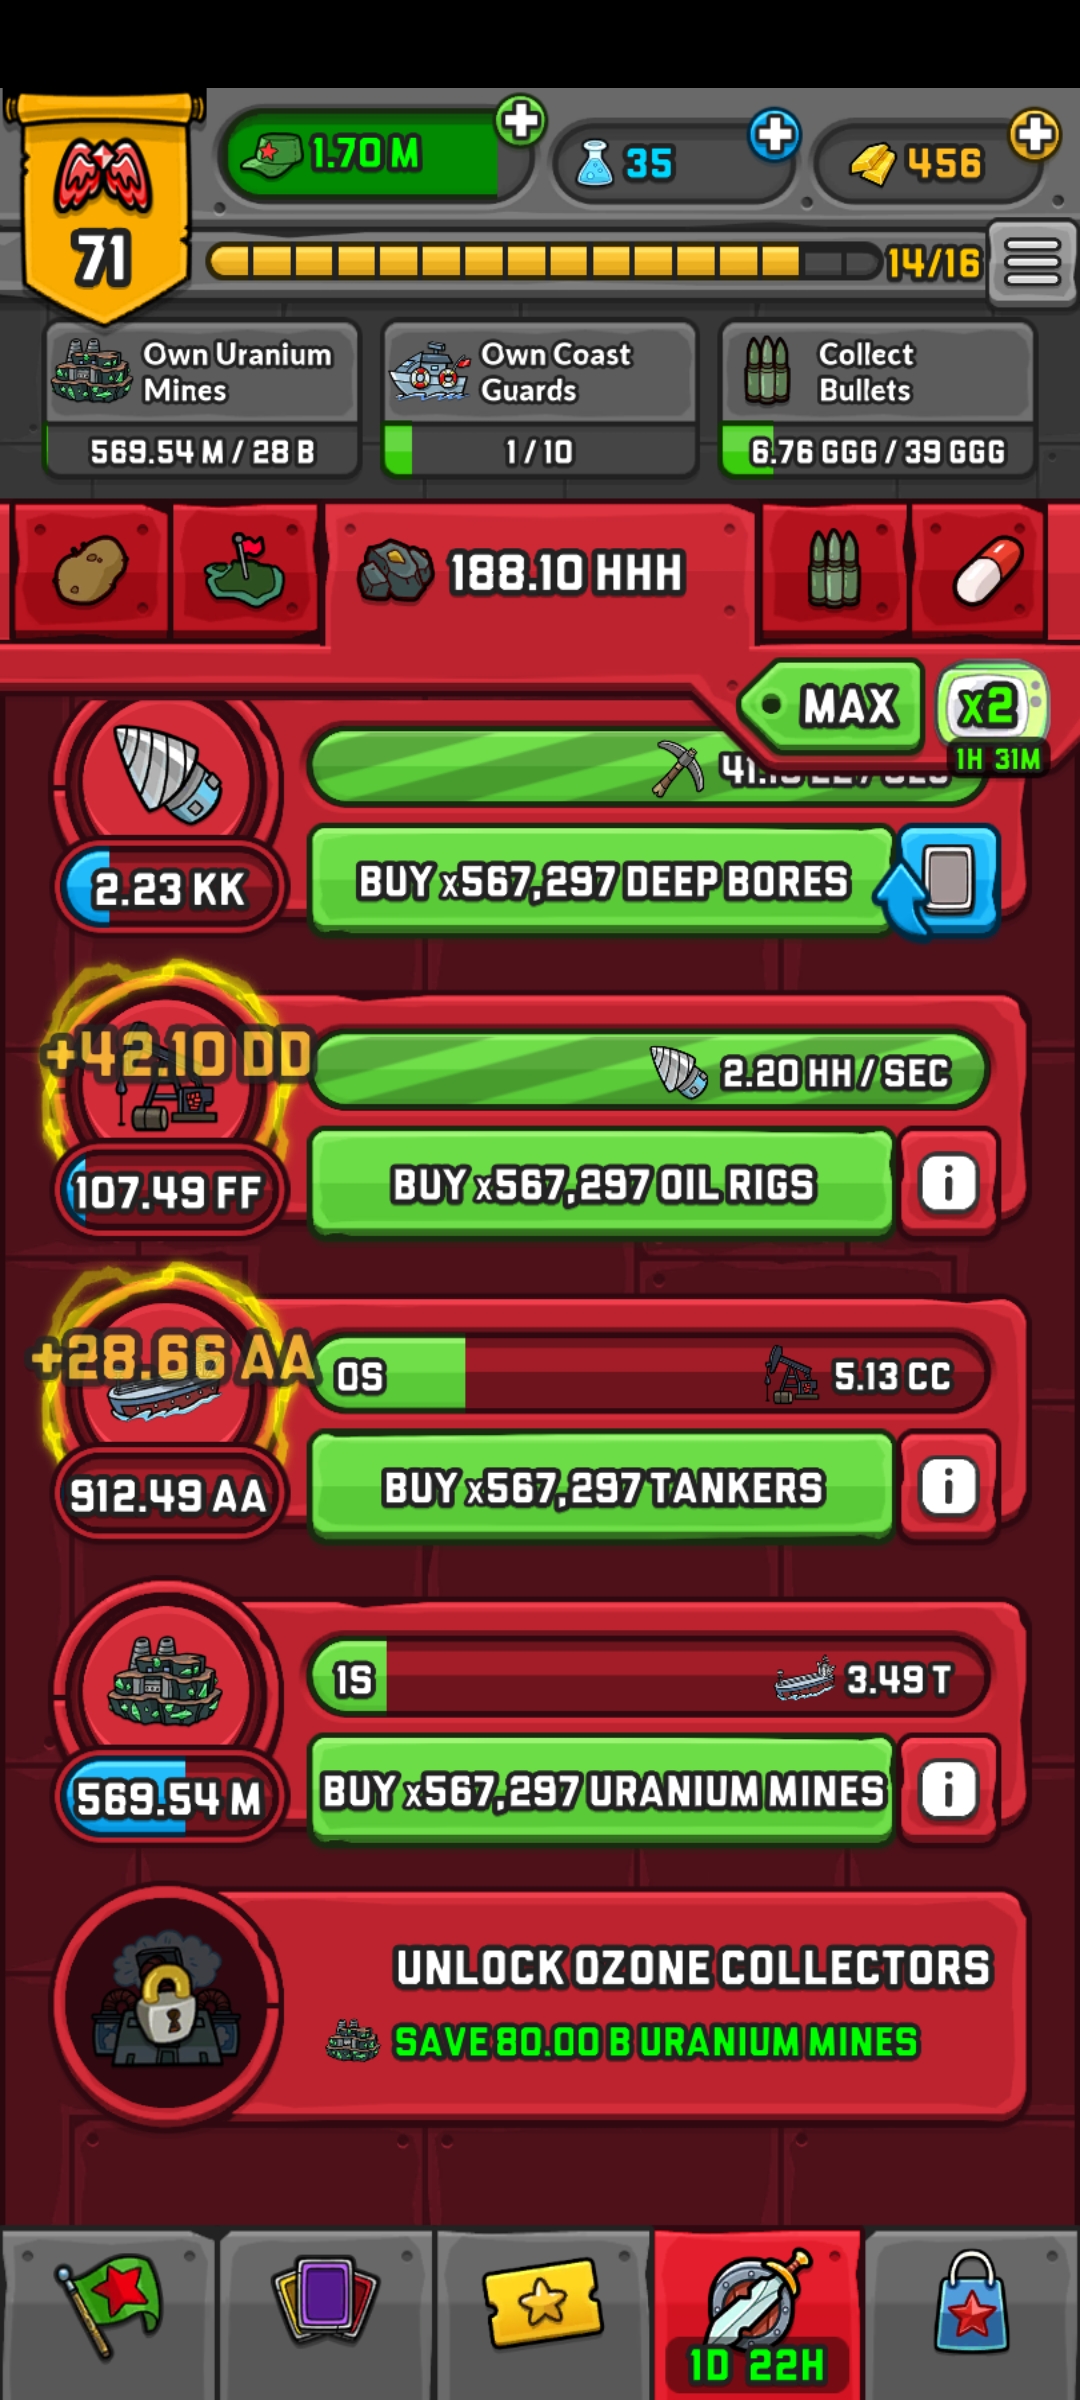 1.70 M
35
456
71
14/16
Own Uranium
Mines
569.54 M / 28 B
Own Coast
Guards
1 / 10
Collect
Bullets
6.76 GGG / 39 GGG
188.10 HHH
MAX
x2
1H 31M
2.23 KK
BUY x567,297 DEEP BORES
+42.10 DD
2.20 HH / SEC
107.49 FF
BUY x567,297 OIL RIGS
i
+28.66 AA
0S
5.13 CC
912.49 AA
BUY x567,297 TANKERS
i
1S
3.49 T
569.54 M
BUY x567,297 URANIUM MINES
i
UNLOCK OZONE COLLECTORS
SAVE 80.00 B URANIUM MINES
1D 22H